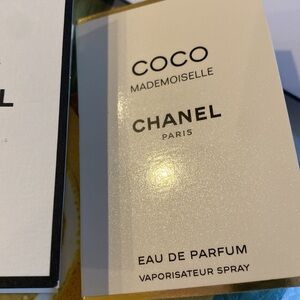 L
COCO
MADEMOISELLE
CHANEL
PARIS
EAU DE PARFUM
VAPORISATEUR SPRAY